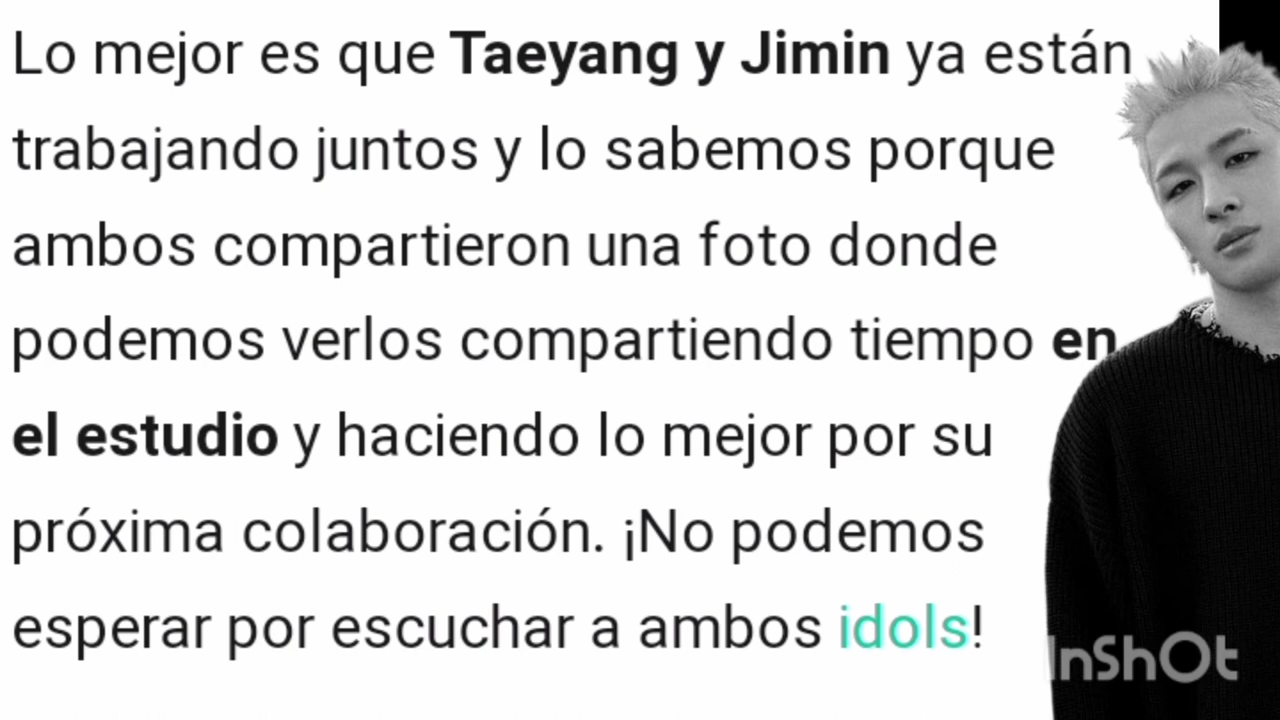 Lo mejor es que Taeyang y Jimin ya están
trabajando juntos y lo sabemos porque
ambos compartieron una foto donde
podemos verlos compartiendo tiempo en
el estudio y haciendo lo mejor por su
próxima colaboración. ¡No podemos
esperar por escuchar a ambos idols!
InShOt